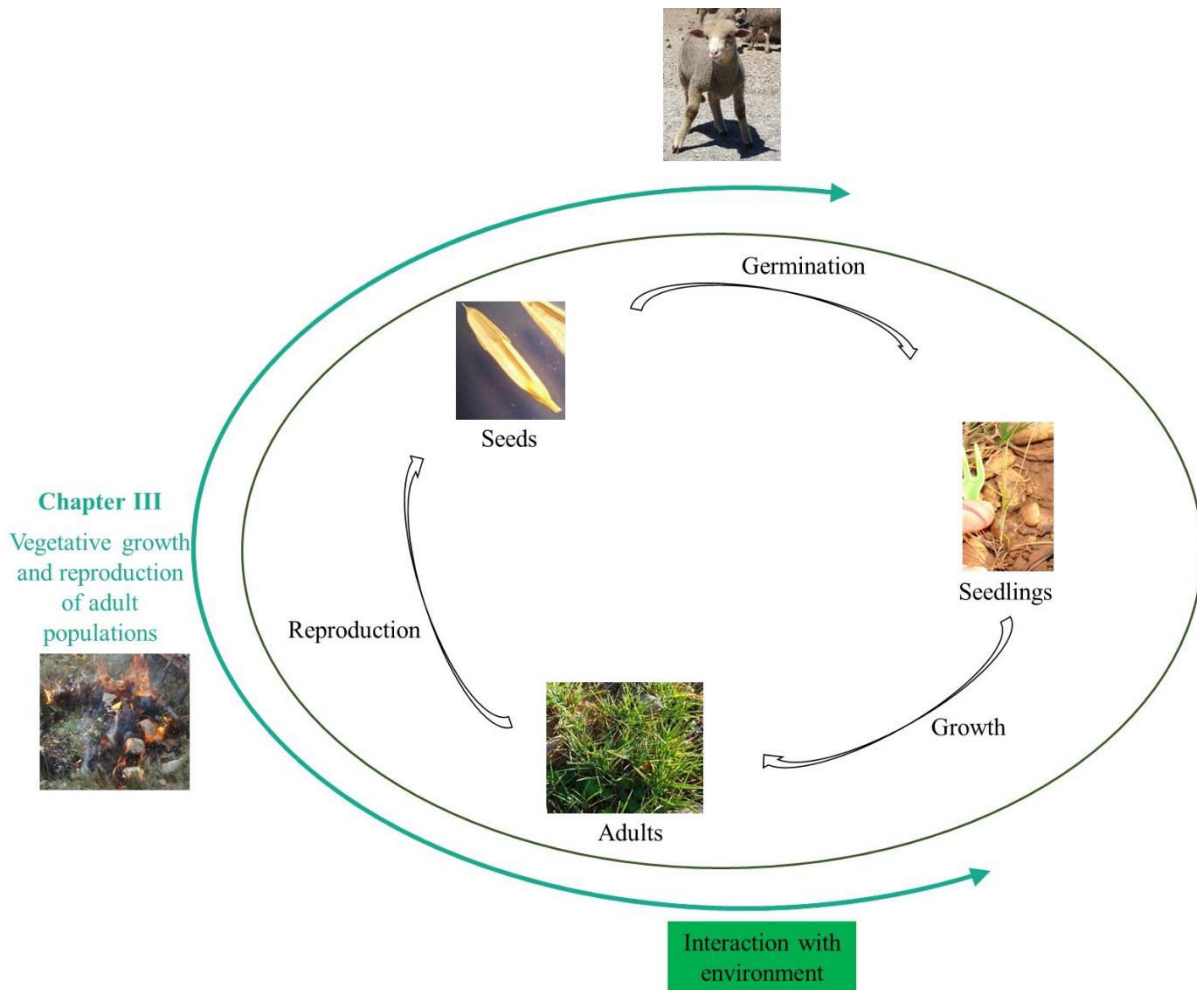 Germination
Seeds
Chapter III
Vegetative growth
and reproduction
of adult
populations
Seedlings
Reproduction
Growth
Adults
Interaction with
environment